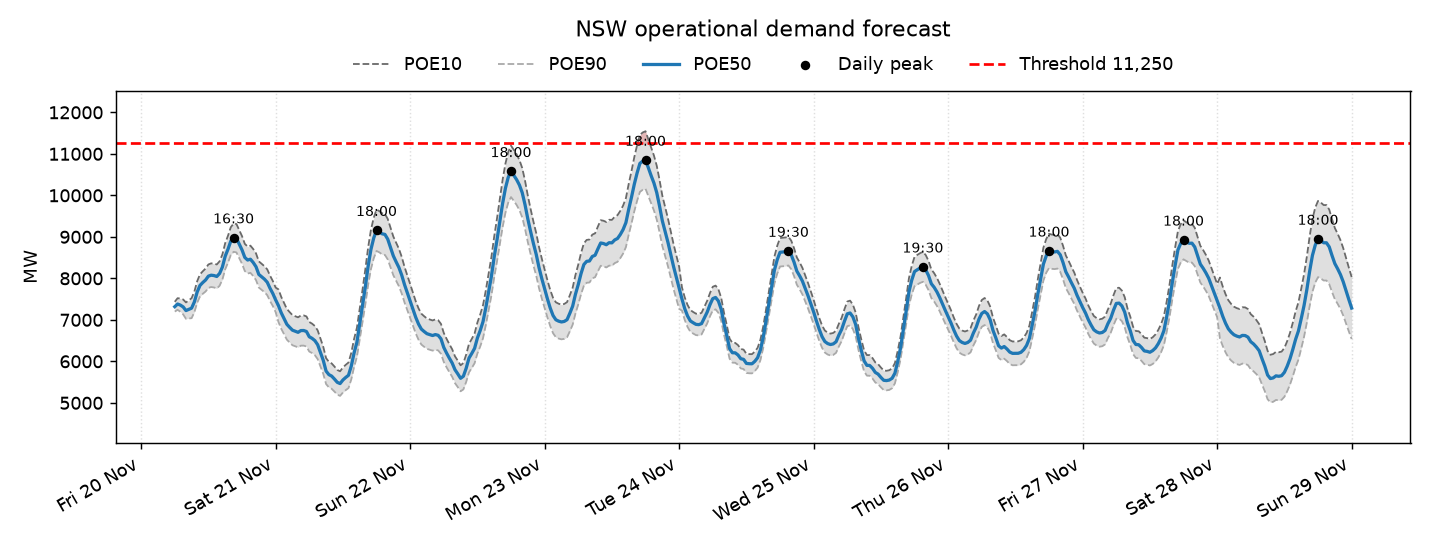 NSW operational demand forecast
POE10 POE90 POE50 Daily peak Threshold 11,250
MW
12000
11000
10000
9000
8000
7000
6000
5000
16:30
18:00
18:00
18:00
19:30
19:30
18:00
18:00
18:00
Fri 20 Nov
Sat 21 Nov
Sun 22 Nov
Mon 23 Nov
Tue 24 Nov
Wed 25 Nov
Thu 26 Nov
Fri 27 Nov
Sat 28 Nov
Sun 29 Nov